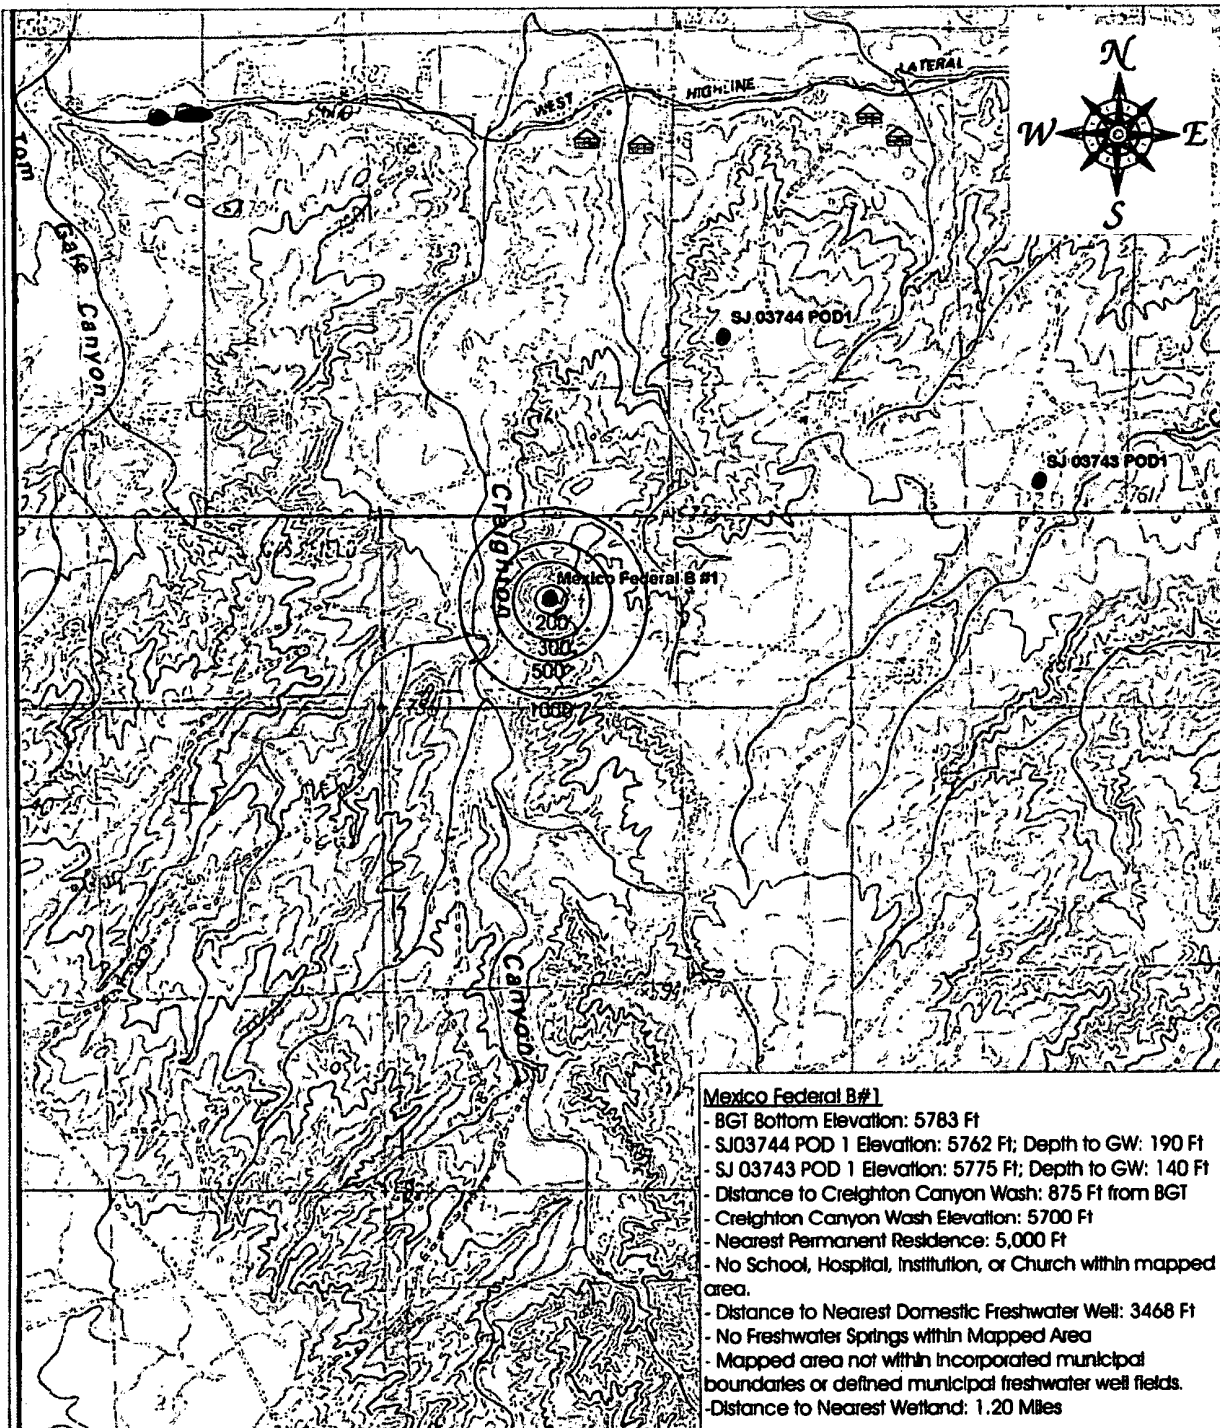 N
W E
S
WEST HIGHLINE LATERAL
Tom
Gale
Canyon
SJ 03744 POD1
SJ 03743 POD1
Creighton
Mexico Federal B #1
200'
300'
500'
1000'
Canyon
Mexico Federal B#1
- BGT Bottom Elevation: 5783 Ft
- SJ03744 POD 1 Elevation: 5762 Ft; Depth to GW: 190 Ft
- SJ 03743 POD 1 Elevation: 5775 Ft; Depth to GW: 140 Ft
- Distance to Creighton Canyon Wash: 875 Ft from BGT
- Creighton Canyon Wash Elevation: 5700 Ft
- Nearest Permanent Residence: 5,000 Ft
- No School, Hospital, Institution, or Church within mapped
area.
- Distance to Nearest Domestic Freshwater Well: 3468 Ft
- No Freshwater Springs within Mapped Area
- Mapped area not within incorporated municipal
boundaries or defined municipal freshwater well fields.
-Distance to Nearest Wetland: 1.20 Miles